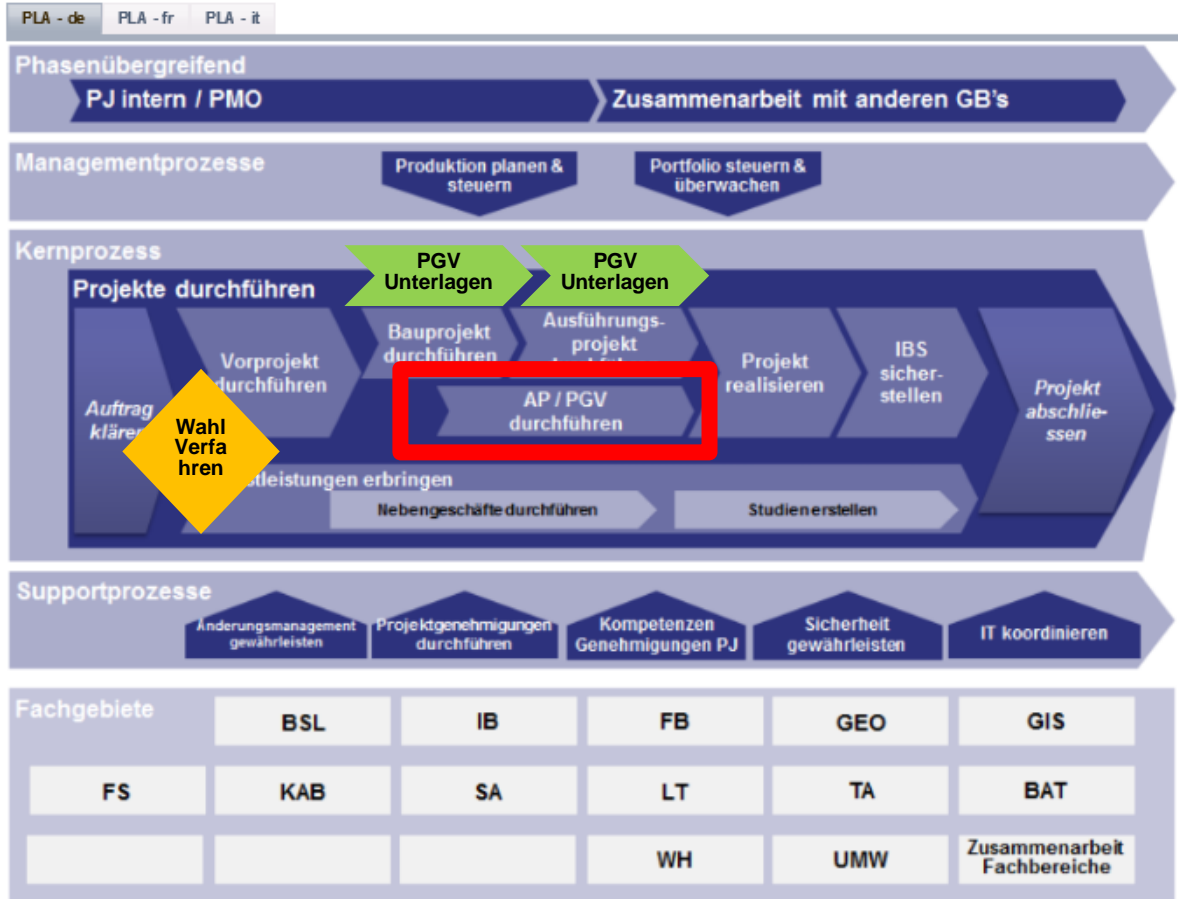 PLA - de PLA - fr PLA - it
Phasenübergreifend
PJ intern / PMO
Zusammenarbeit mit anderen GB's
Managementprozesse
Produktion planen &
steuern
Portfolio steuern &
überwachen
Kernprozess
Projekte durchführen
PGV
Unterlagen
PGV
Unterlagen
Auftrag
klären
Wahl
Verfa
hren
Vorprojekt
durchführen
Bauprojekt
durchführen
Ausführungs-
projekt
AP / PGV
durchführen
Projekt
realisieren
IBS
sicher-
stellen
Projekt
abschlie-
ssen
stleistungen erbringen
Nebengeschäfte durchführen
Studien erstellen
Supportprozesse
Änderungsmanagement
gewährleisten
Projektgenehmigungen
durchführen
Kompetenzen
Genehmigungen PJ
Sicherheit
gewährleisten
IT koordinieren
Fachgebiete
BSL IB FB GEO GIS
FS KAB SA LT TA BAT
WH UMW Zusammenarbeit
Fachbereiche